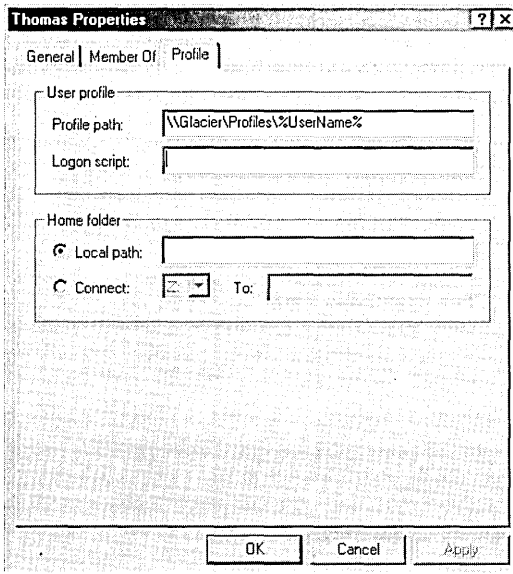 Thomas Properties ? ×
General Member Of Profile
User profile
Profile path: \\Glacier\Profiles\%UserName%
Logon script:
Home folder
Local path:
Connect: Z: To:
OK Cancel Apply